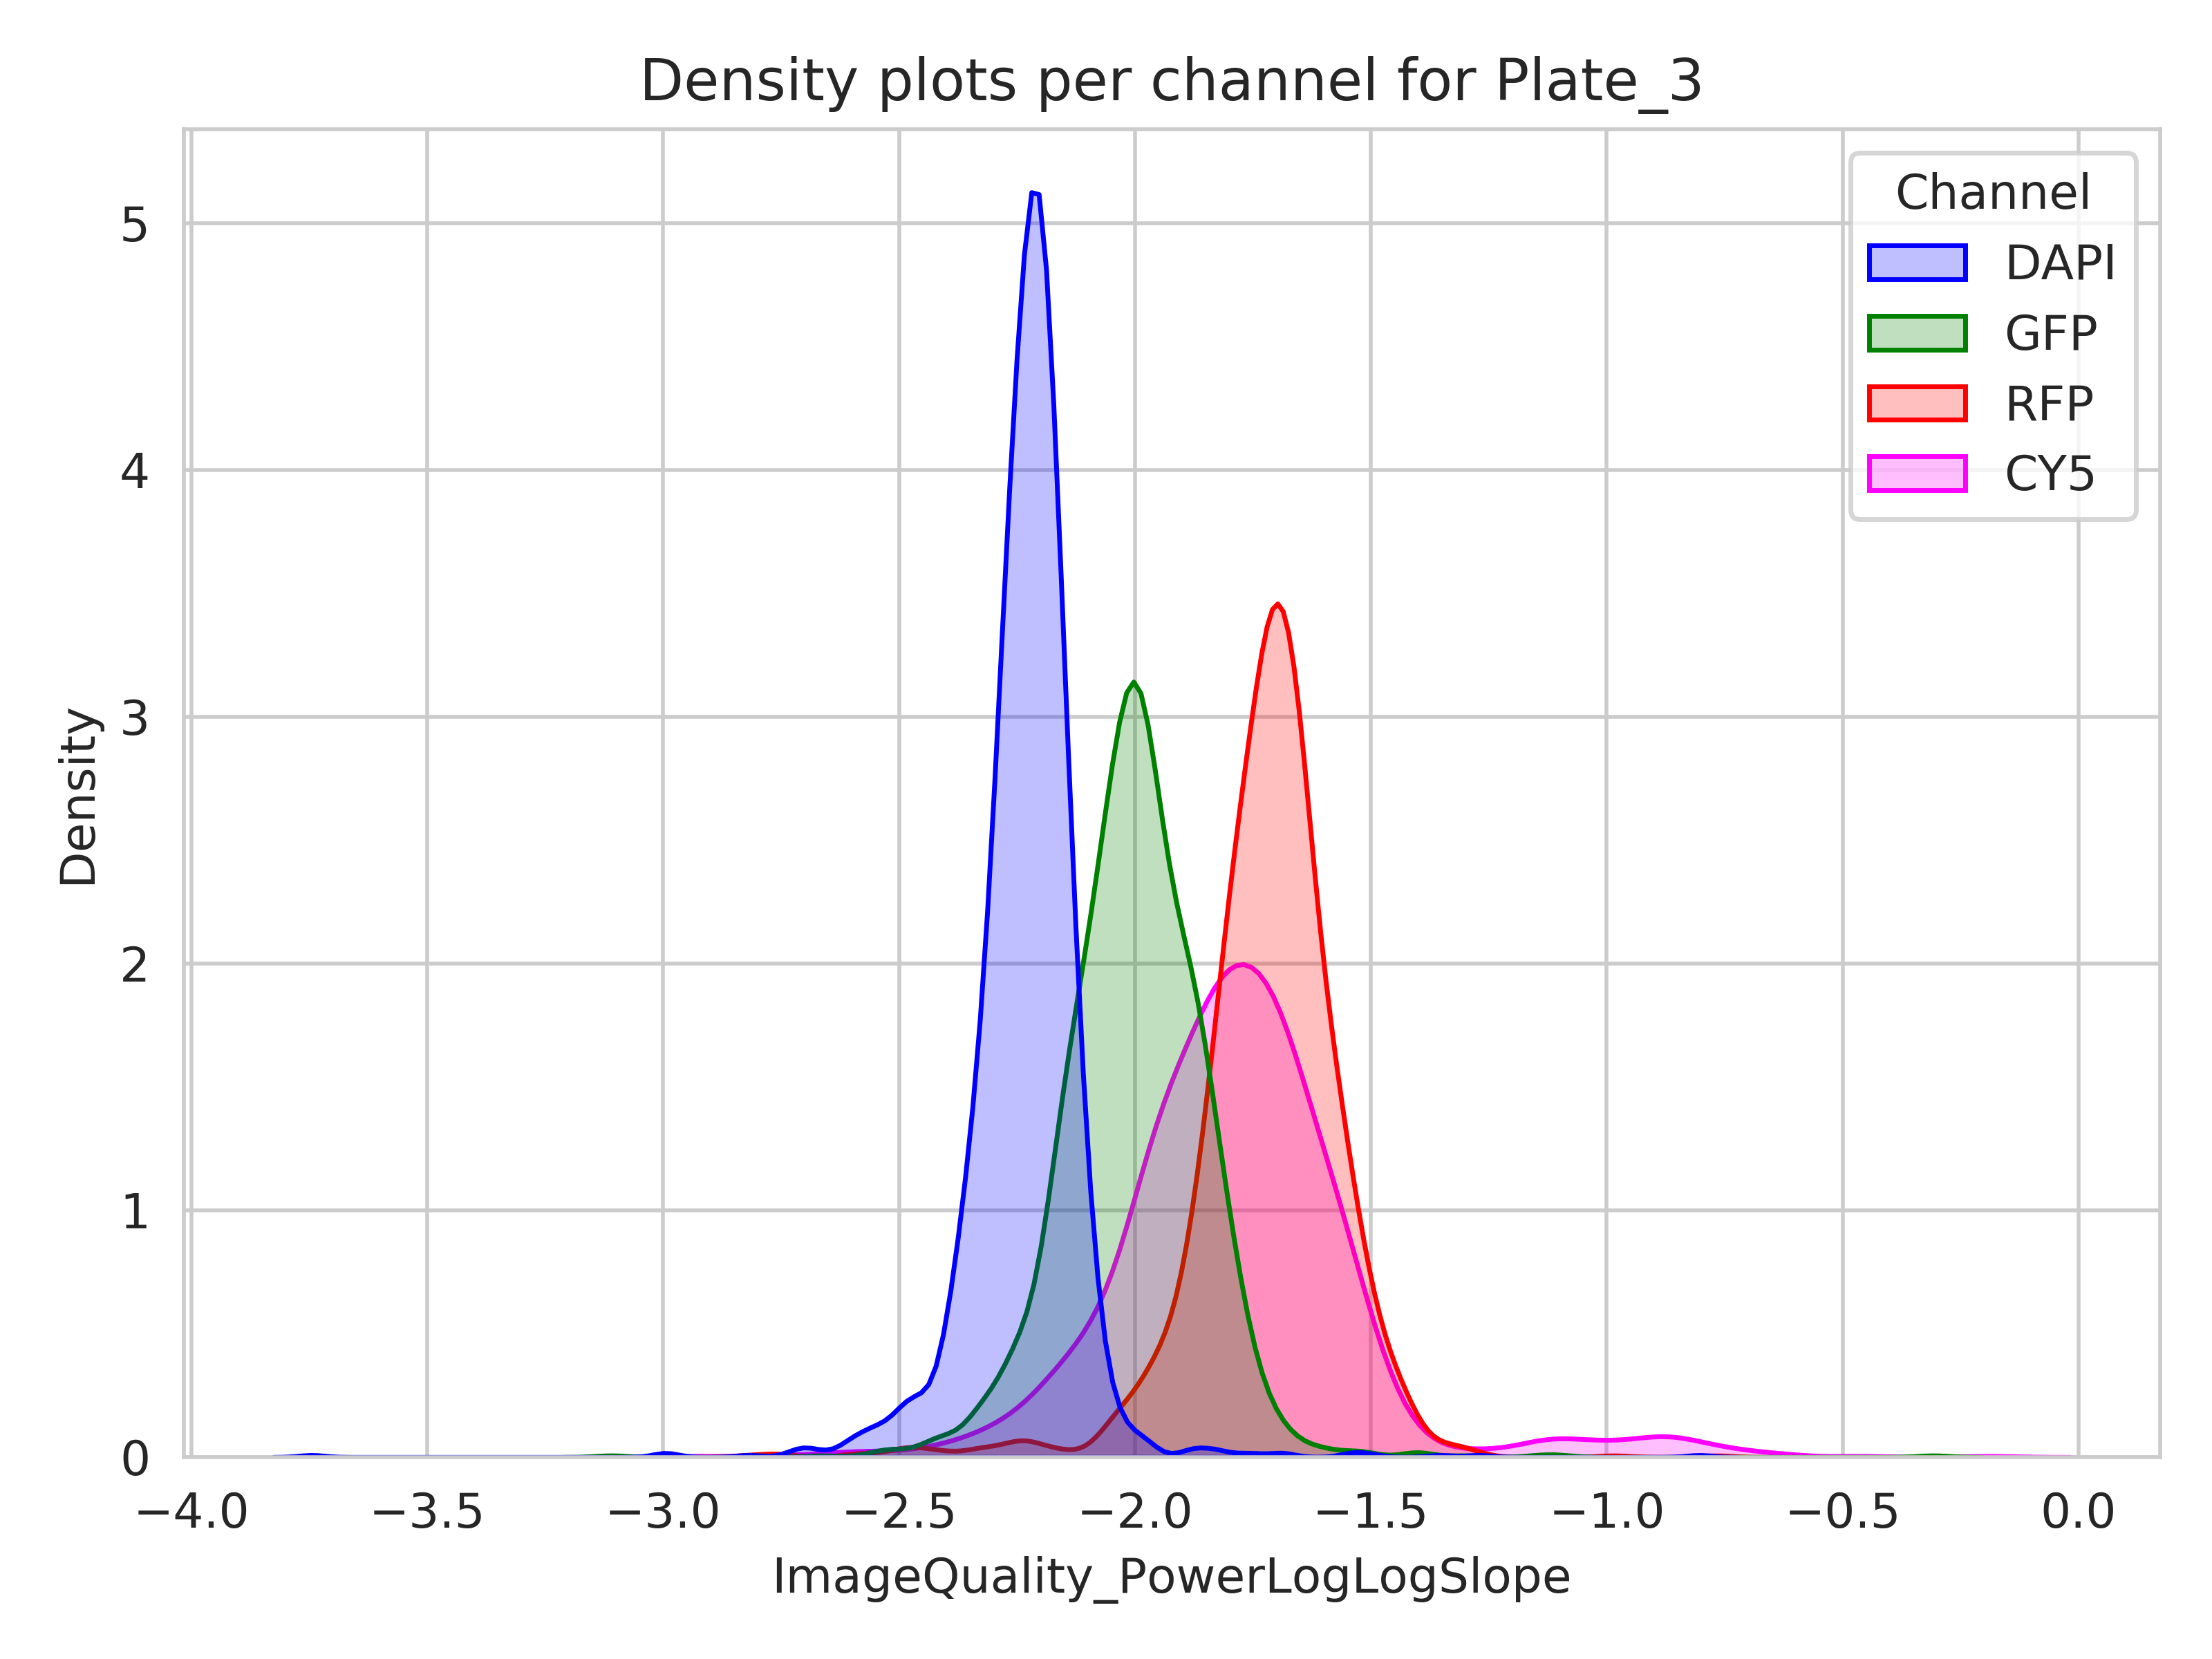 Density plots per channel for Plate_3
Channel
DAPI
GFP
RFP
CY5
Density
5
4
3
2
1
0
−4.0 −3.5 −3.0 −2.5 −2.0 −1.5 −1.0 −0.5 0.0
ImageQuality_PowerLogLogSlope